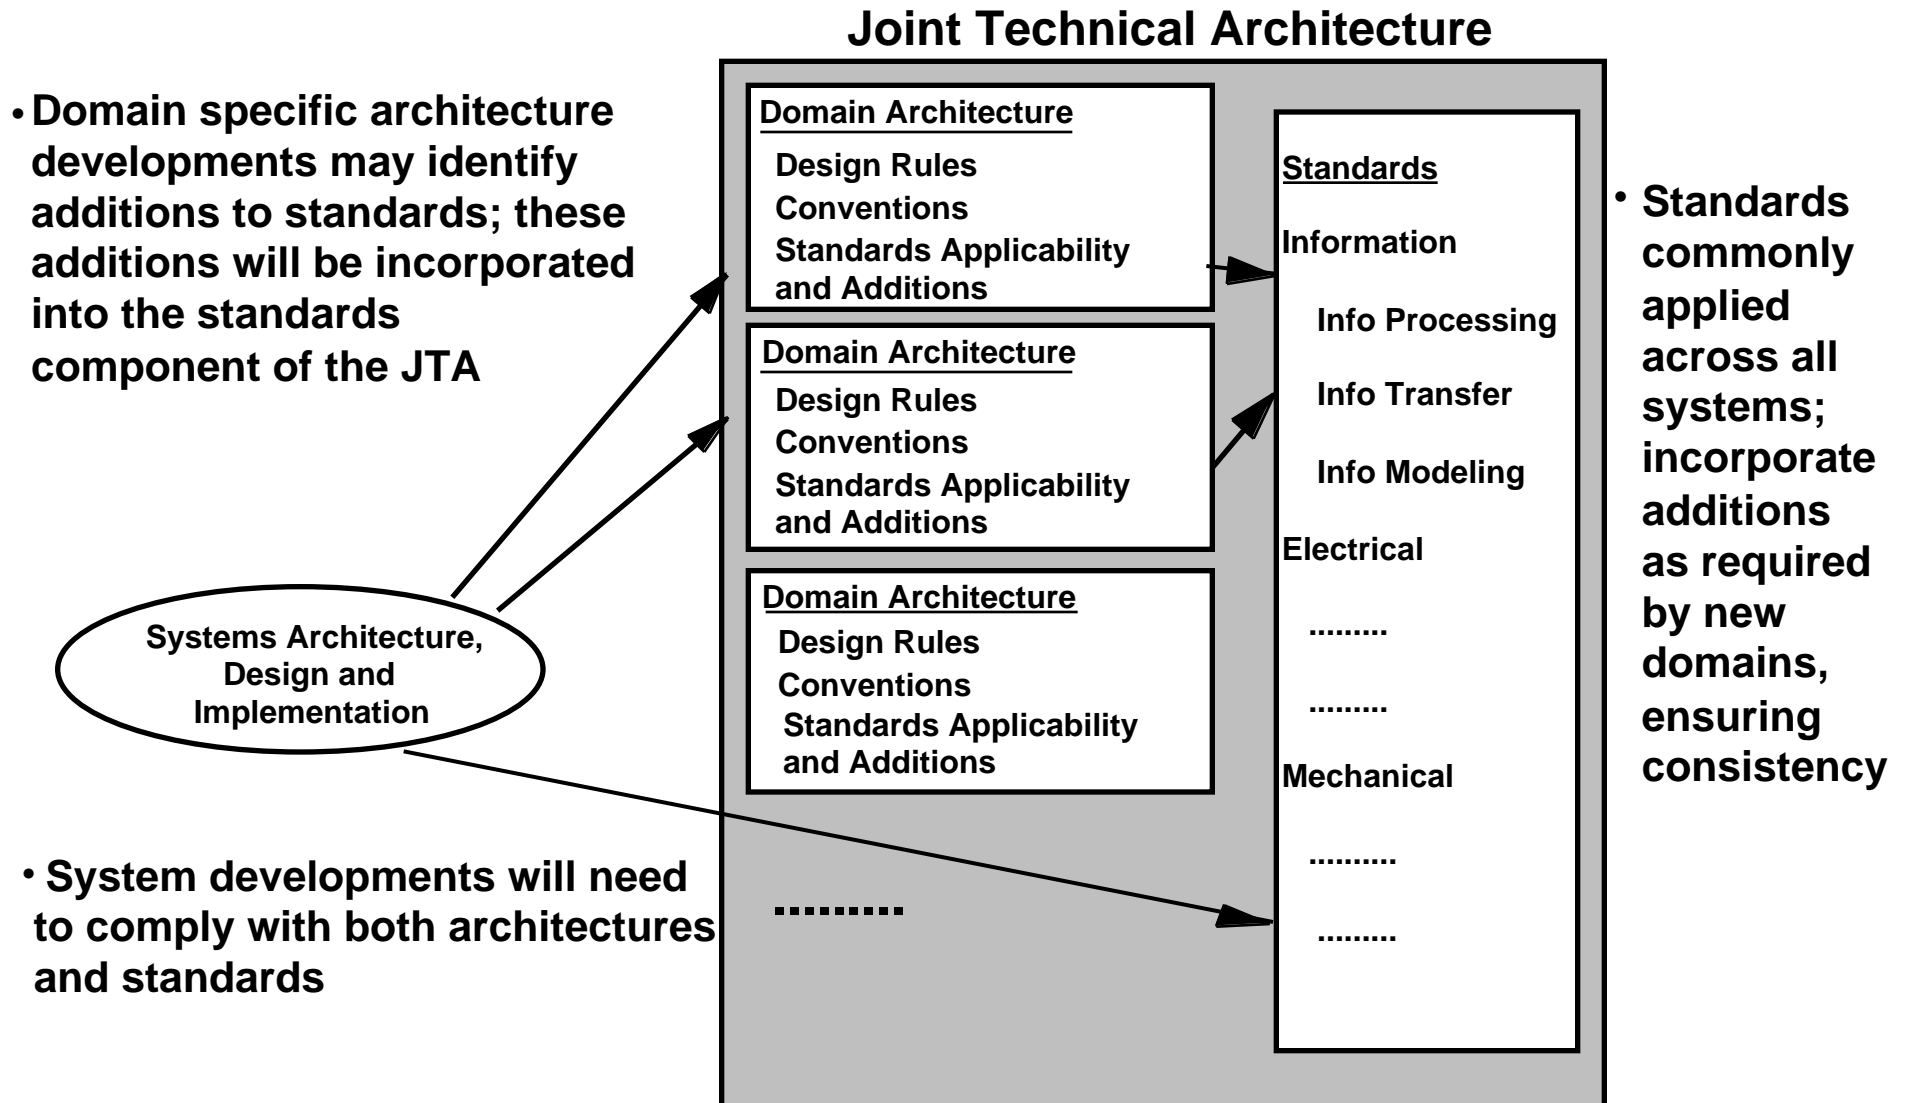 Joint Technical Architecture
• Domain specific architecture
developments may identify
additions to standards; these
additions will be incorporated
into the standards
component of the JTA
Systems Architecture,
Design and
Implementation
• System developments will need
to comply with both architectures
and standards
Domain Architecture
Design Rules
Conventions
Standards Applicability
and Additions
Domain Architecture
Design Rules
Conventions
Standards Applicability
and Additions
Domain Architecture
Design Rules
Conventions
Standards Applicability
and Additions
.........
Standards
Information
Info Processing
Info Transfer
Info Modeling
Electrical
.........
.........
Mechanical
..........
.........
• Standards
commonly
applied
across all
systems;
incorporate
additions
as required
by new
domains,
ensuring
consistency